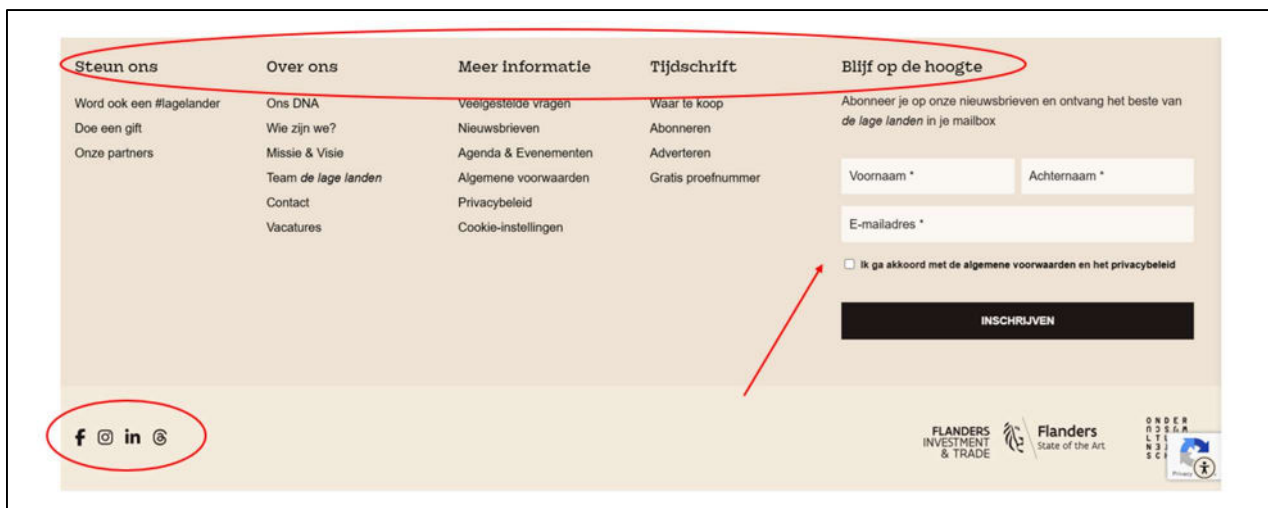 Steun ons
Word ook een #lagelander
Doe een gift
Onze partners
Over ons
Ons DNA
Wie zijn we?
Missie & Visie
Team de lage landen
Contact
Vacatures
Meer informatie
Veelgestelde vragen
Nieuwsbrieven
Agenda & Evenementen
Algemene voorwaarden
Privacybeleid
Cookie-instellingen
Tijdschrift
Waar te koop
Abonneren
Adverteren
Gratis proefnummer
Blijf op de hoogte
Abonneer je op onze nieuwsbrieven en ontvang het beste van
de lage landen in je mailbox
Voornaam *
Achternaam *
E-mailadres *
Ik ga akkoord met de algemene voorwaarden en het privacybeleid
INSCHRIJVEN
f in
FLANDERS
INVESTMENT
& TRADE
Flanders
State of the Art
ONDER